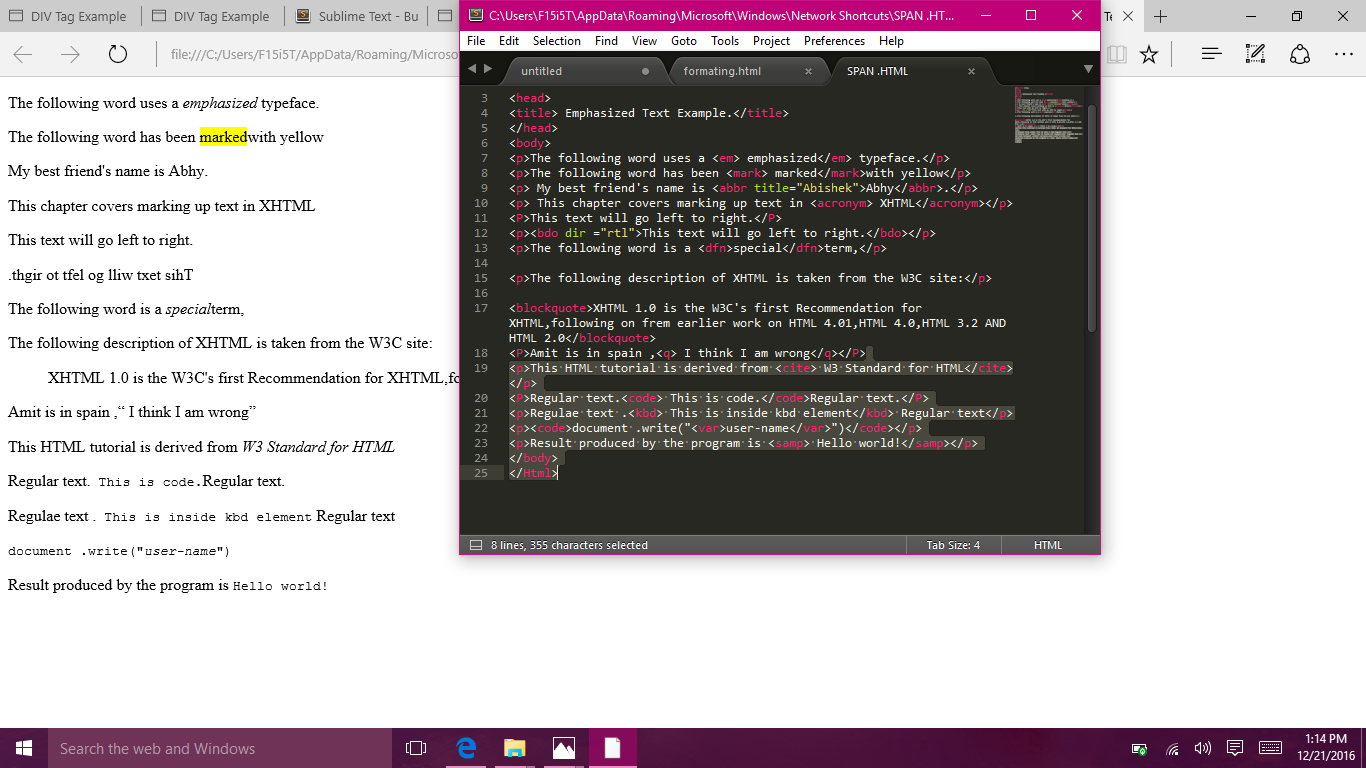 DIV Tag Example
DIV Tag Example
Sublime Text - Bu
file:///C:/Users/F15i5T/AppData/Roaming/Microso
The following word uses a emphasized typeface.
The following word has been markedwith yellow
My best friend's name is Abhy.
This chapter covers marking up text in XHTML
This text will go left to right.
.thgir ot tfel og lliw txet sihT
The following word is a specialterm,
The following description of XHTML is taken from the W3C site:
XHTML 1.0 is the W3C's first Recommendation for XHTML,fo
Amit is in spain ,“ I think I am wrong”
This HTML tutorial is derived from W3 Standard for HTML
Regular text. This is code.Regular text.
Regulae text . This is inside kbd element Regular text
document .write("user-name")
Result produced by the program is Hello world!
C:\Users\F15i5T\AppData\Roaming\Microsoft\Windows\Network Shortcuts\SPAN .HT...
File Edit Selection Find View Goto Tools Project Preferences Help
untitled
formating.html
SPAN .HTML
3 <head>
4 <title> Emphasized Text Example.</title>
5 </head>
6 <body>
7 <p>The following word uses a <em> emphasized</em> typeface.</p>
8 <p>The following word has been <mark> marked</mark>with yellow</p>
9 <p> My best friend's name is <abbr title="Abishek">Abhy</abbr>.</p>
10 <p> This chapter covers marking up text in <acronym> XHTML</acronym></p>
11 <P>This text will go left to right.</P>
12 <p><bdo dir ="rtl">This text will go left to right.</bdo></p>
13 <p>The following word is a <dfn>special</dfn>term,</p>
14
15 <p>The following description of XHTML is taken from the W3C site:</p>
16
17 <blockquote>XHTML 1.0 is the W3C's first Recommendation for
XHTML,following on frem earlier work on HTML 4.01,HTML 4.0,HTML 3.2 AND
HTML 2.0</blockquote>
18 <P>Amit is in spain ,<q> I think I am wrong</q></P>
19 <p>This HTML tutorial is derived from <cite> W3 Standard for HTML</cite>
</p>
20 <P>Regular text.<code> This is code.</code>Regular text.</P>
21 <p>Regulae text .<kbd> This is inside kbd element</kbd> Regular text</p>
22 <p><code>document .write("<var>user-name</var>")</code></p>
23 <p>Result produced by the program is <samp> Hello world!</samp></p>
24 </body>
25 </Html>
8 lines, 355 characters selected
Tab Size: 4
HTML
Search the web and Windows
1:14 PM
12/21/2016